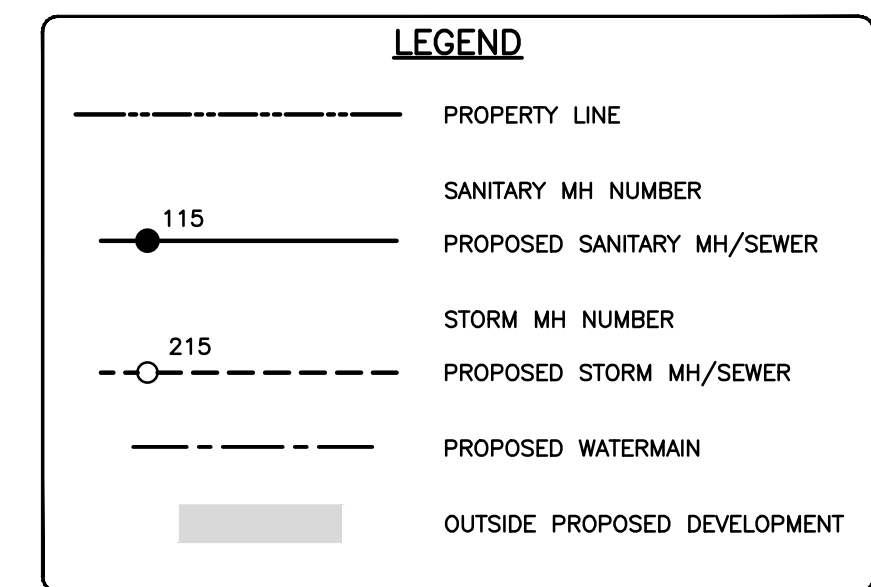 LEGEND
PROPERTY LINE
SANITARY MH NUMBER
115
PROPOSED SANITARY MH/SEWER
STORM MH NUMBER
215
PROPOSED STORM MH/SEWER
PROPOSED WATERMAIN
OUTSIDE PROPOSED DEVELOPMENT